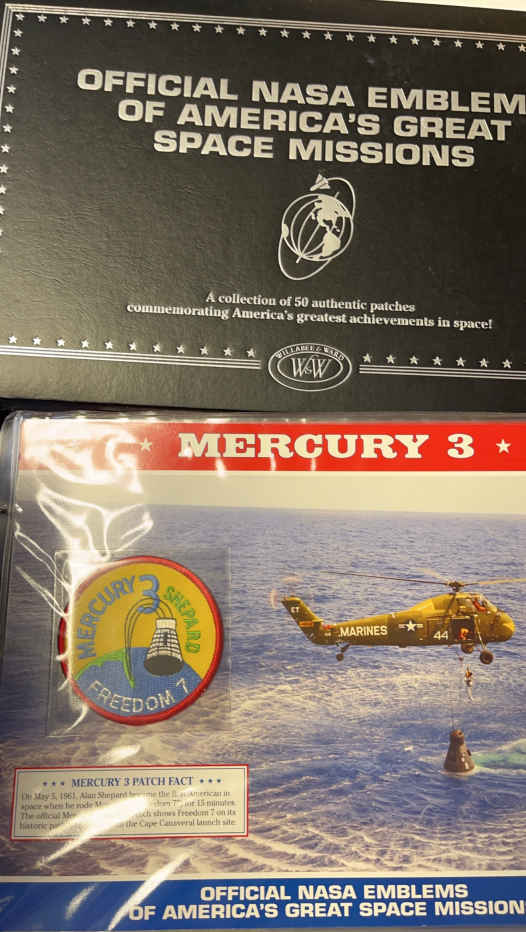 OFFICIAL NASA EMBLEM
OF AMERICA'S GREAT
SPACE MISSIONS
A collection of 50 authentic patches
commemorating America's greatest achievements in space!
WILLABEE & WARD
W&W
★ MERCURY 3 ★
MERCURY 3 SHEPARD
FREEDOM 7
ET
MARINES
44
★ ★ ★ MERCURY 3 PATCH FACT ★ ★ ★
On May 5, 1961, Alan Shepard became the first American in
space when he rode 7", for 15 minutes.
The official shows Freedom 7 on its
historic the Cape Canaveral launch site.
OFFICIAL NASA EMBLEMS
OF AMERICA'S GREAT SPACE MISSION